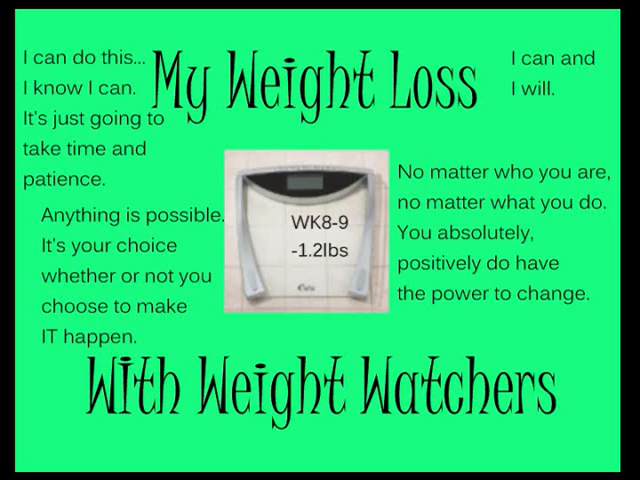 My Weight Loss
I can do this...
I know I can.
It's just going to
take time and
patience.
I can and
I will.
Anything is possible.
It's your choice
whether or not you
choose to make
IT happen.
WK8-9
-1.2lbs
No matter who you are,
no matter what you do.
You absolutely,
positively do have
the power to change.
WIth Weight Watchers